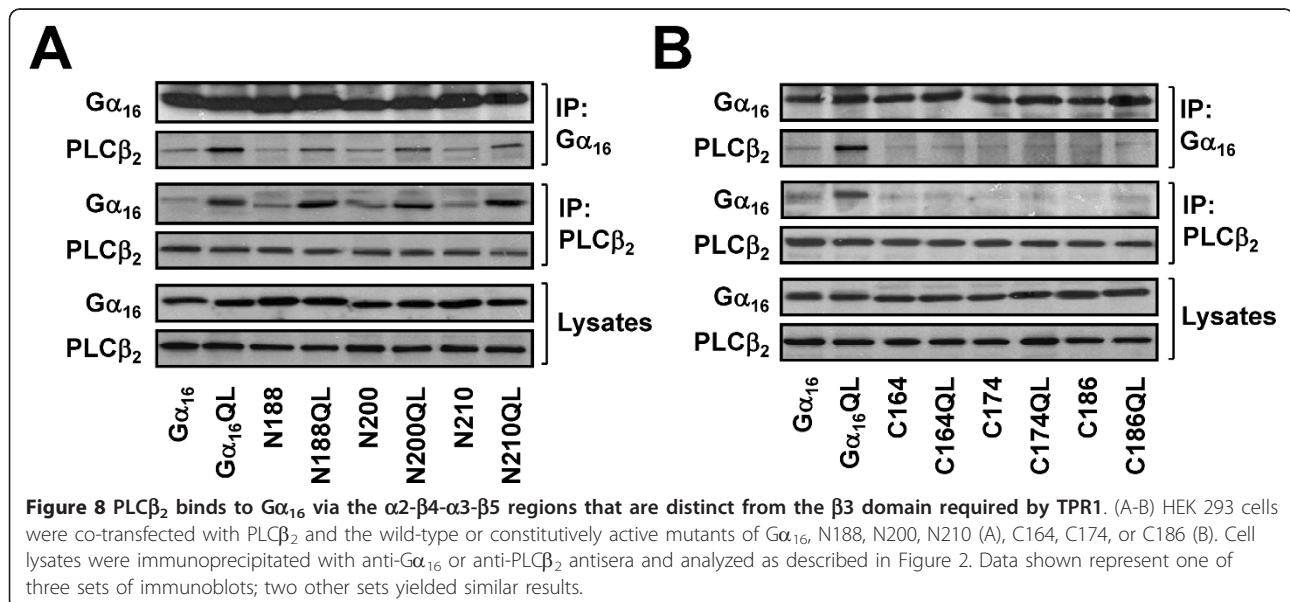 A
Gα₁₆
PLCβ₂
IP:
Gα₁₆
Gα₁₆
PLCβ₂
IP:
PLCβ₂
Gα₁₆
PLCβ₂
Lysates
Gα₁₆
Gα₁₆QL
N188
N188QL
N200
N200QL
N210
N210QL
B
Gα₁₆
PLCβ₂
IP:
Gα₁₆
Gα₁₆
PLCβ₂
IP:
PLCβ₂
Gα₁₆
PLCβ₂
Lysates
Gα₁₆
Gα₁₆QL
C164
C164QL
C174
C174QL
C186
C186QL
Figure 8 PLCβ₂ binds to Gα₁₆ via the α2-β4-α3-β5 regions that are distinct from the β3 domain required by TPR1. (A-B) HEK 293 cells
were co-transfected with PLCβ₂ and the wild-type or constitutively active mutants of Gα₁₆, N188, N200, N210 (A), C164, C174, or C186 (B). Cell
lysates were immunoprecipitated with anti-Gα₁₆ or anti-PLCβ₂ antisera and analyzed as described in Figure 2. Data shown represent one of
three sets of immunoblots; two other sets yielded similar results.